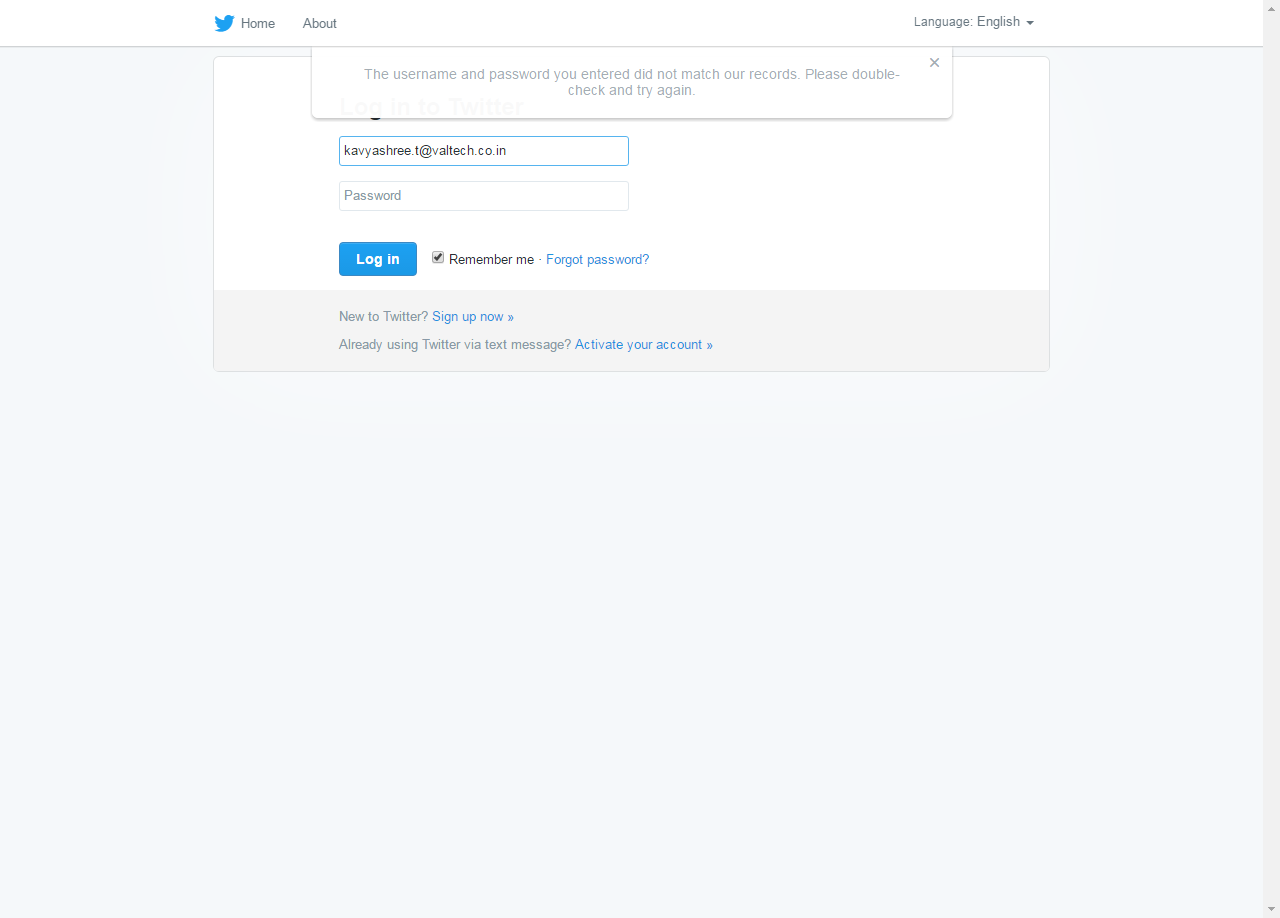 Home About Language: English
×
The username and password you entered did not match our records. Please double-
check and try again.
Log in to Twitter
kavyashree.t@valtech.co.in
Password
Log in Remember me · Forgot password?
New to Twitter? Sign up now »
Already using Twitter via text message? Activate your account »